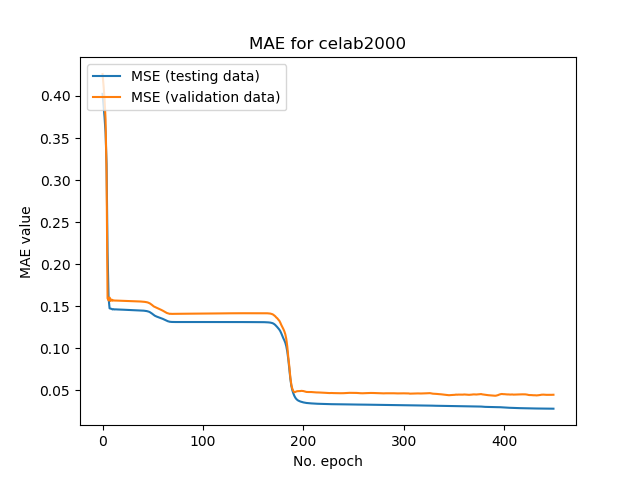 MAE for celab2000
MSE (testing data)
MSE (validation data)
MAE value
0.40
0.35
0.30
0.25
0.20
0.15
0.10
0.05
0 100 200 300 400
No. epoch